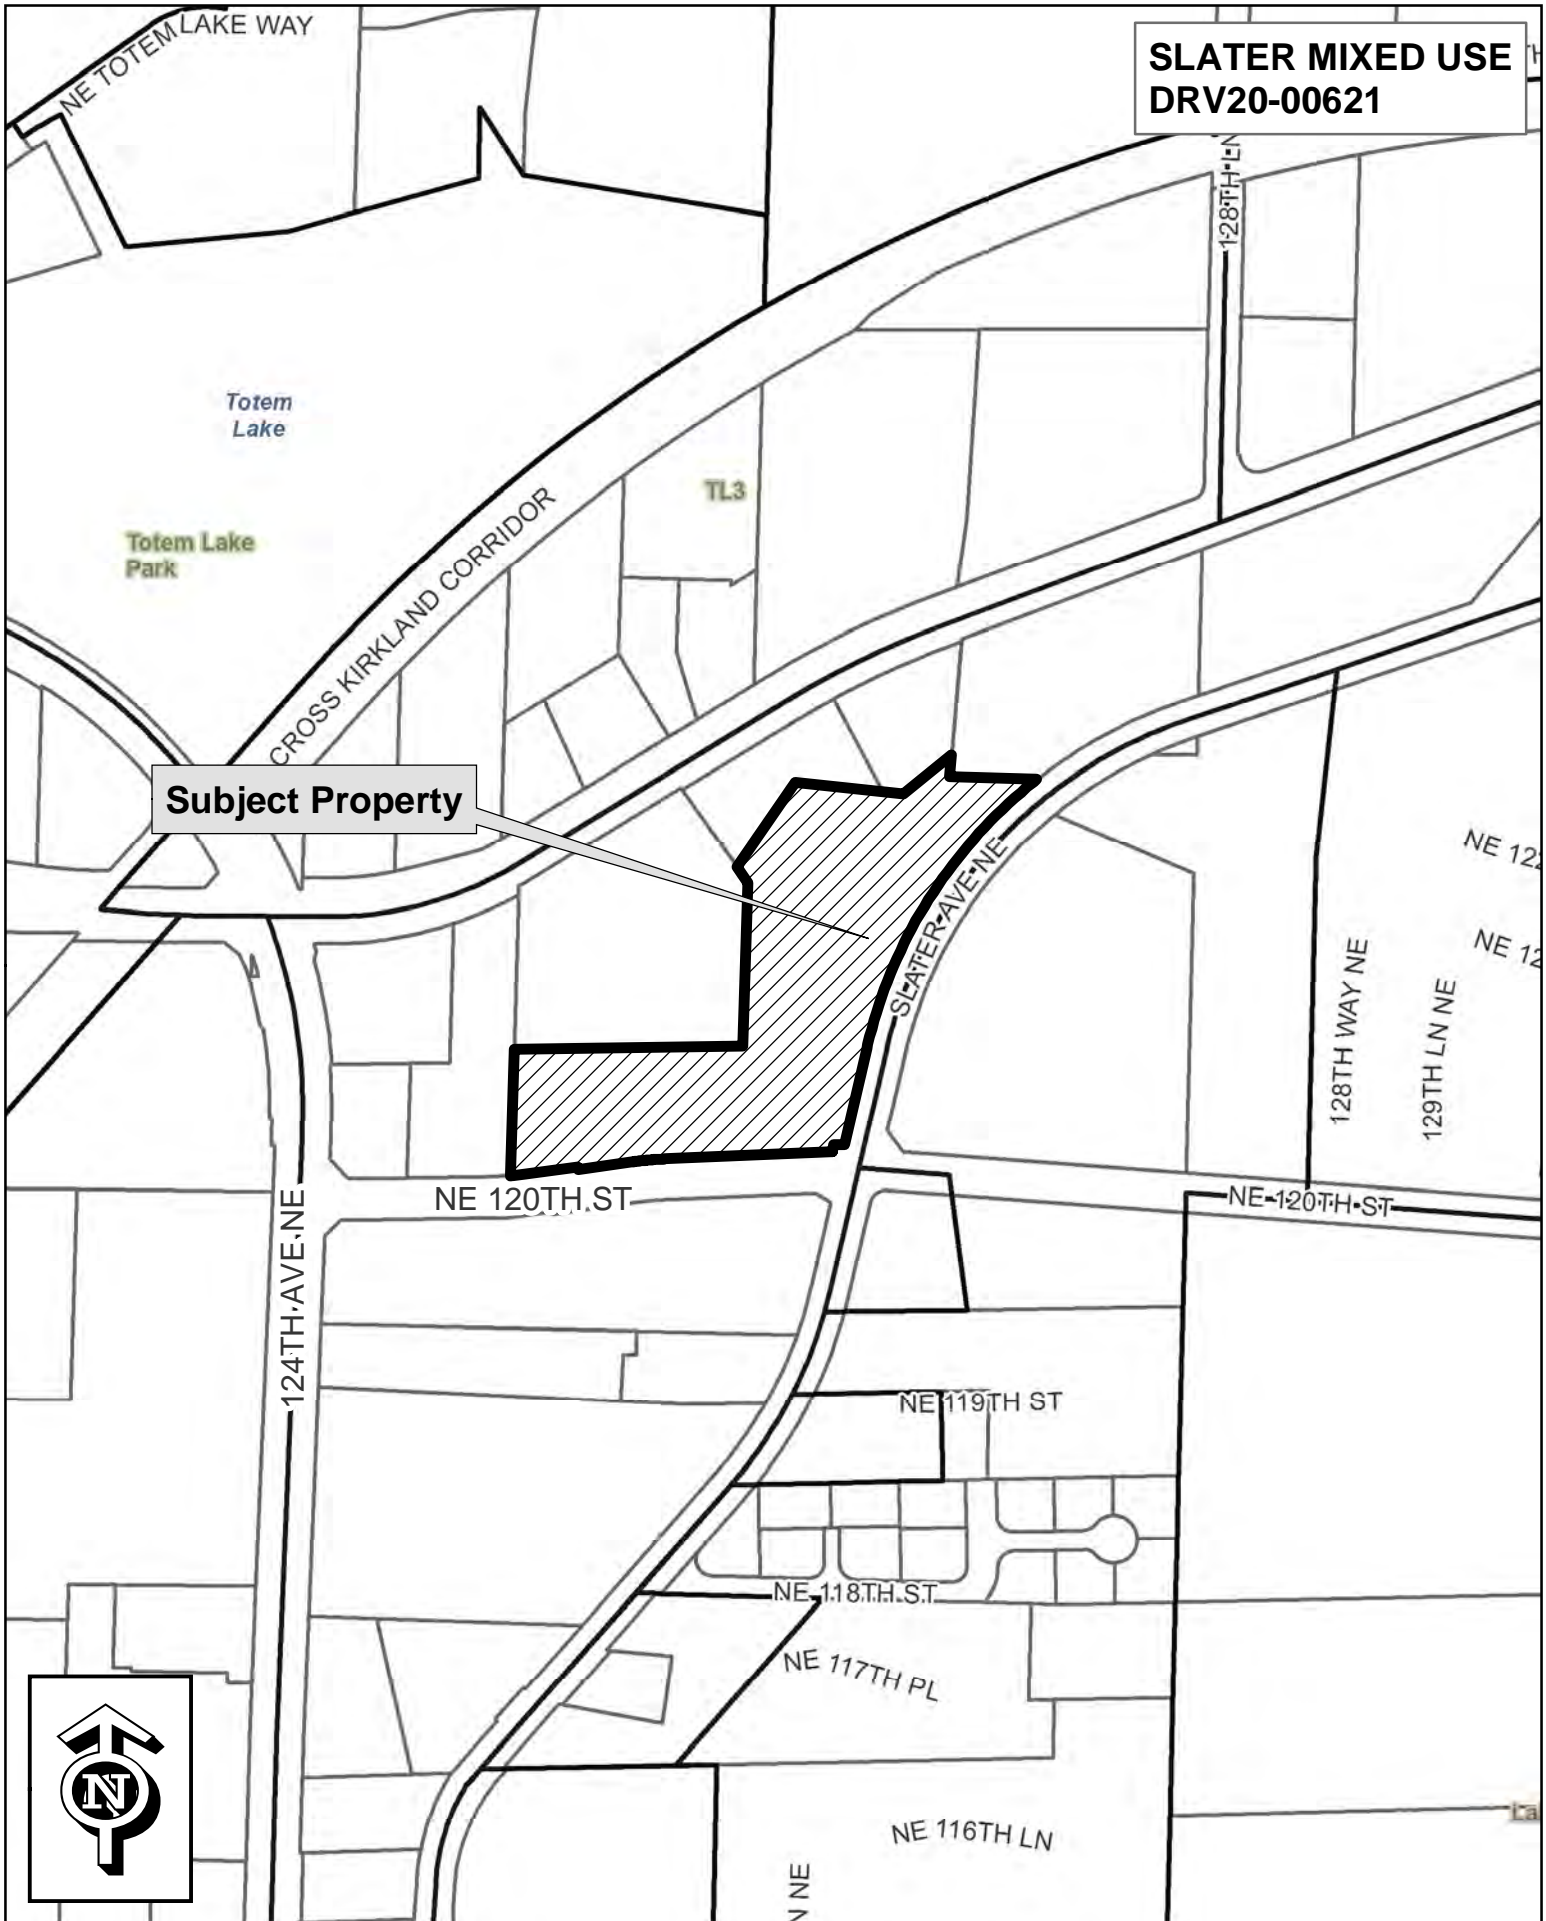 NE TOTEM LAKE WAY
SLATER MIXED USE
DRV20-00621
128TH LN
Totem
Lake
TL3
Totem Lake
Park
CROSS KIRKLAND CORRIDOR
Subject Property
SLATER AVE NE
NE 122
NE 12
128TH WAY NE
129TH LN NE
NE 120TH ST
NE 120TH ST
124TH AVE NE
NE 119TH ST
NE 118TH ST
NE 117TH PL
N
NE 116TH LN
La
N NE